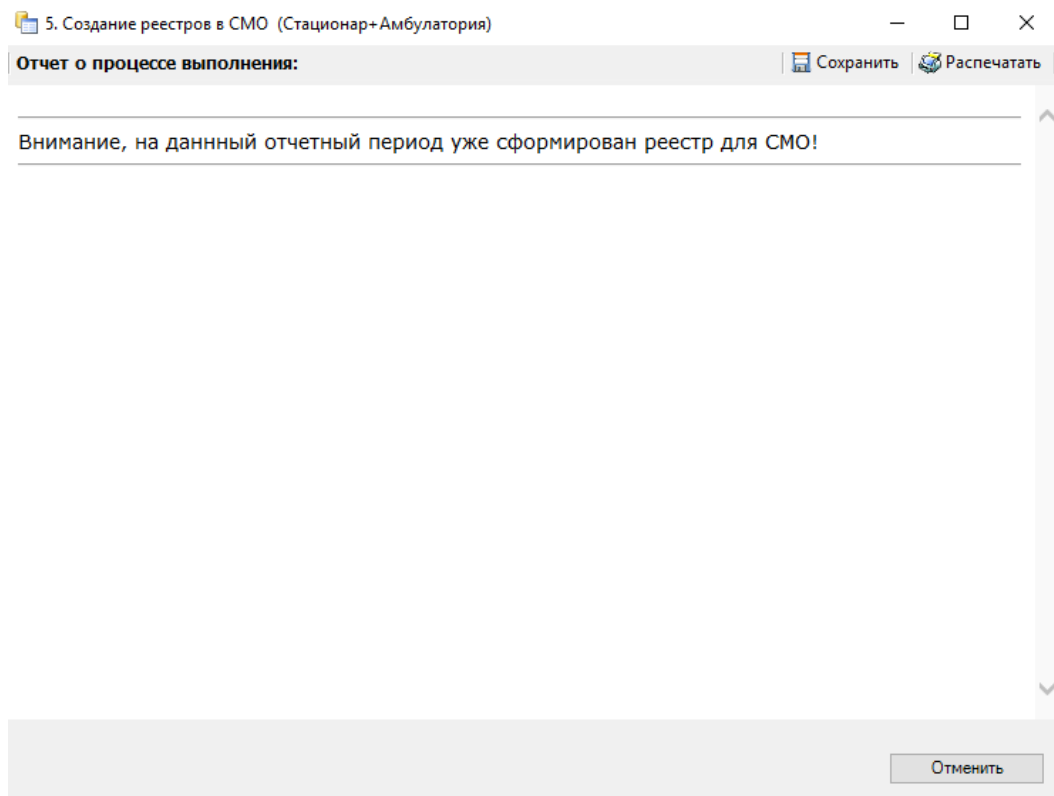 5. Создание реестров в СМО (Стационар+Амбулатория)
Отчет о процессе выполнения: Сохранить Распечатать
Внимание, на даннный отчетный период уже сформирован реестр для СМО!
Отменить